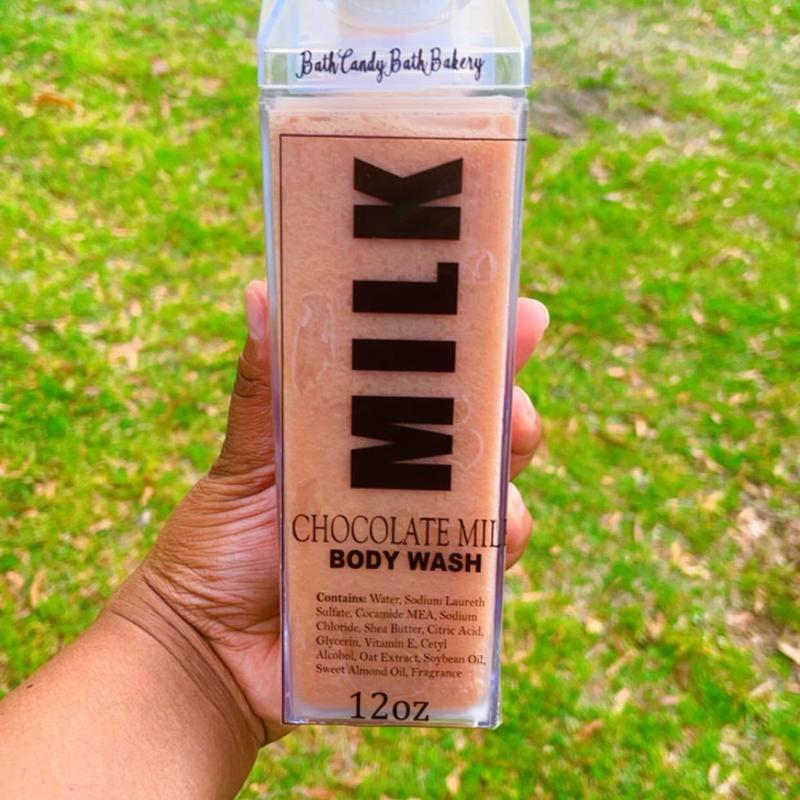 Bath Candy Bath Bakery
MILK
CHOCOLATE MIL
BODY WASH
Contains: Water, Sodium Laureth
Sulfate, Cocamide MEA, Sodium
Chloride, Shea Butter, Citric Acid,
Glycerin, Vitamin E, Cetyl
Alcohol, Oat Extract, Soybean Oil,
Sweet Almond Oil, Fragrance
12oz